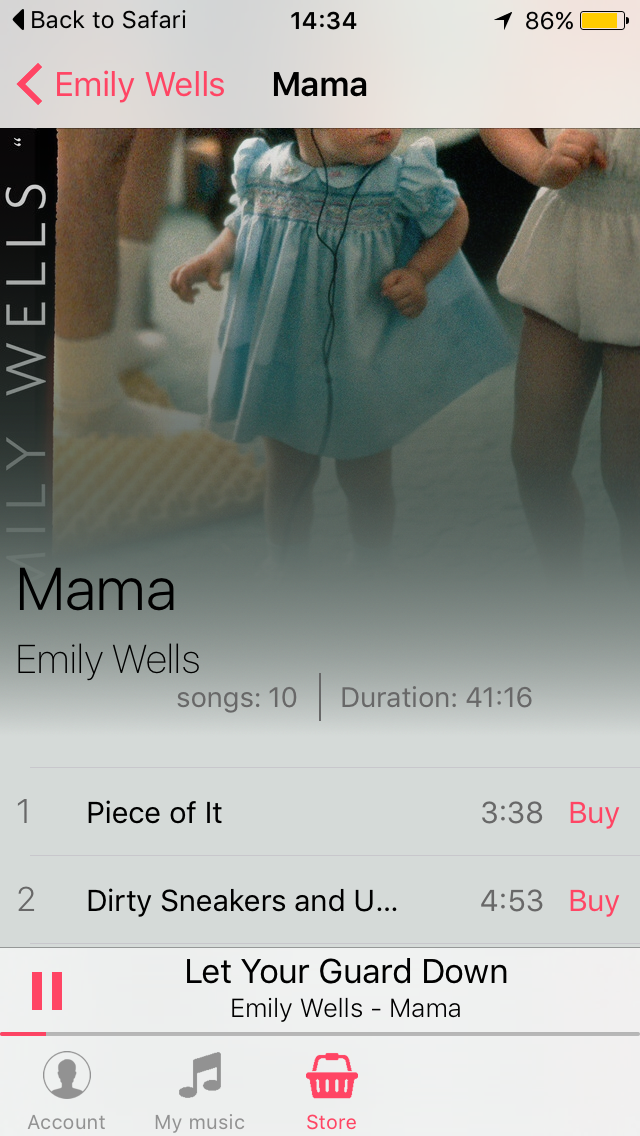 Back to Safari 14:34 86%
Emily Wells Mama
EMILY WELLS "
Mama
Emily Wells
songs: 10 Duration: 41:16
1 Piece of It 3:38 Buy
2 Dirty Sneakers and U... 4:53 Buy
Let Your Guard Down
Emily Wells - Mama
Account My music Store